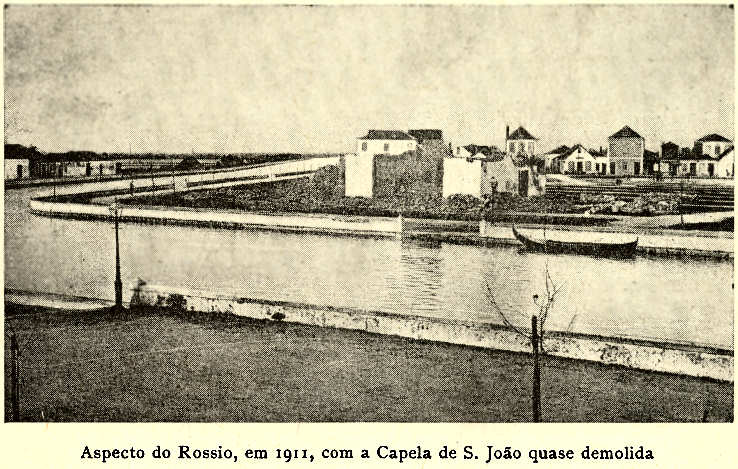 Aspecto do Rossio, em 1911, com a Capela de S. João quase demolida